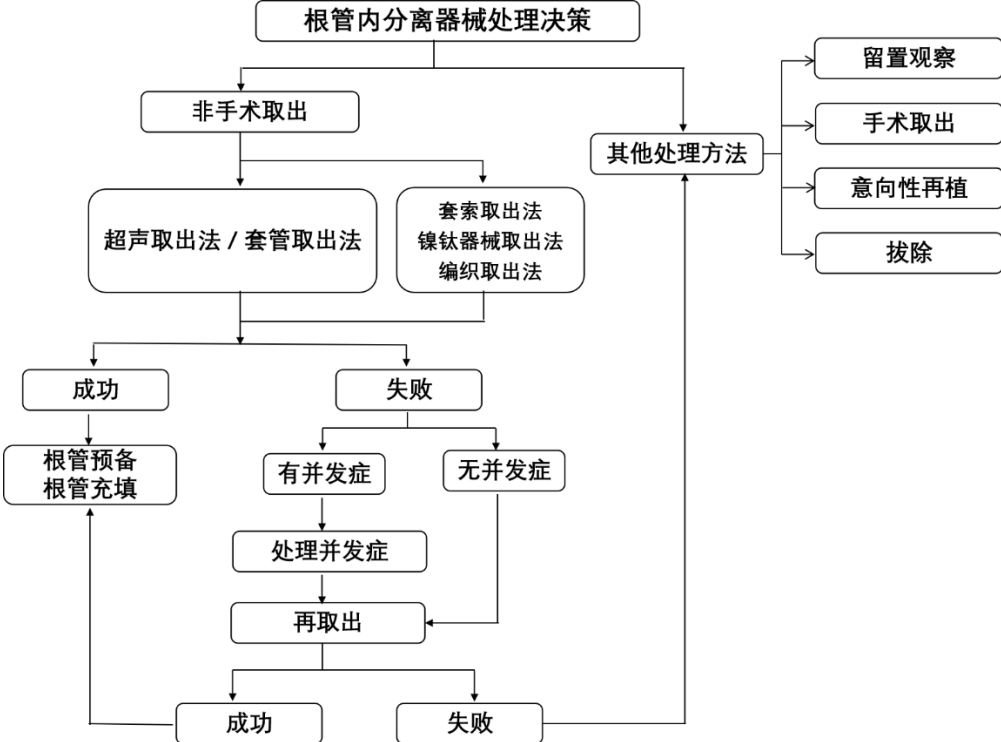 根管内分离器械处理决策
非手术取出
其他处理方法
留置观察
手术取出
意向性再植
拔除
超声取出法 / 套管取出法
套索取出法
镍钛器械取出法
编织取出法
成功
失败
根管预备
根管充填
有并发症
无并发症
处理并发症
再取出
成功
失败